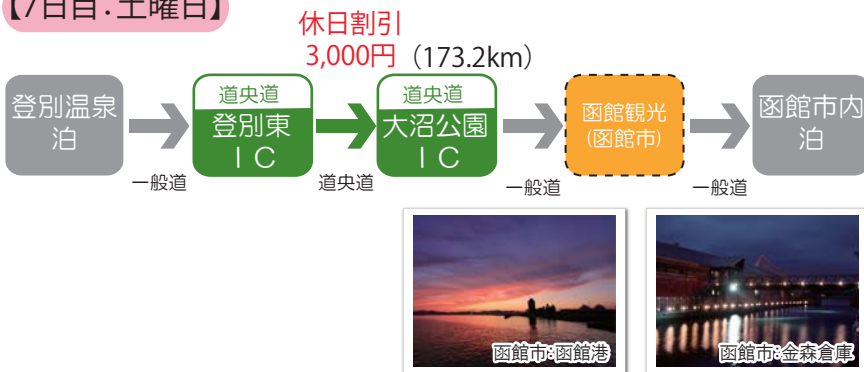 【7日目：土曜日】
休日割引
3,000円（173.2km）
登別温泉
泊
一般道
道央道
登別東
ＩＣ
道央道
道央道
大沼公園
ＩＣ
一般道
函館観光
(函館市)
一般道
函館市内
泊
函館市：函館港
函館市：金森倉庫